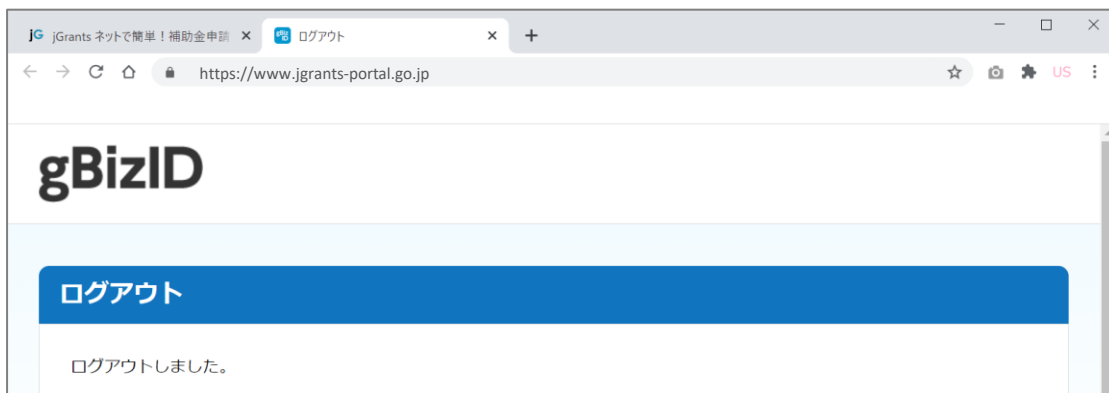 jG jGrants ネットで簡単！補助金申請
gBizID ログアウト
https://www.jgrants-portal.go.jp
US
gBizID
ログアウト
ログアウトしました。